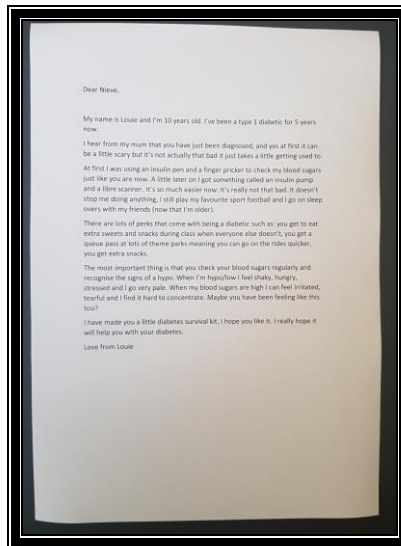 Dear Nieve,
My name is Louie and I'm 10 years old. I've been a type 1 diabetic for 5 years
now.
I hear from my mum that you have just been diagnosed, and yes at first it can
be a little scary but it's not actually that bad it just takes a little getting used to.
At first I was using an insulin pen and a finger pricker to check my blood sugars
just like you are now. A little later on I got something called an insulin pump
and a libre scanner. It's so much easier now. It's really not that bad. It doesn't
stop me doing anything, I still play my favourite sport football and I go on sleep
overs with my friends (now that I'm older).
There are lots of perks that come with being a diabetic such as: you get to eat
extra sweets and snacks during class when everyone else doesn't, you get a
queue pass at lots of theme parks meaning you can go on the rides quicker,
you get extra snacks.
The most important thing is that you check your blood sugars regularly and
recognise the signs of a hypo. When I'm hypo/low I feel shaky, hungry,
stressed and I go very pale. When my blood sugars are high I can feel irritated,
tearful and I find it hard to concentrate. Maybe you have been feeling like this
too?
I have made you a little diabetes survival kit, I hope you like it. I really hope it
will help you with your diabetes.
Love from Louie